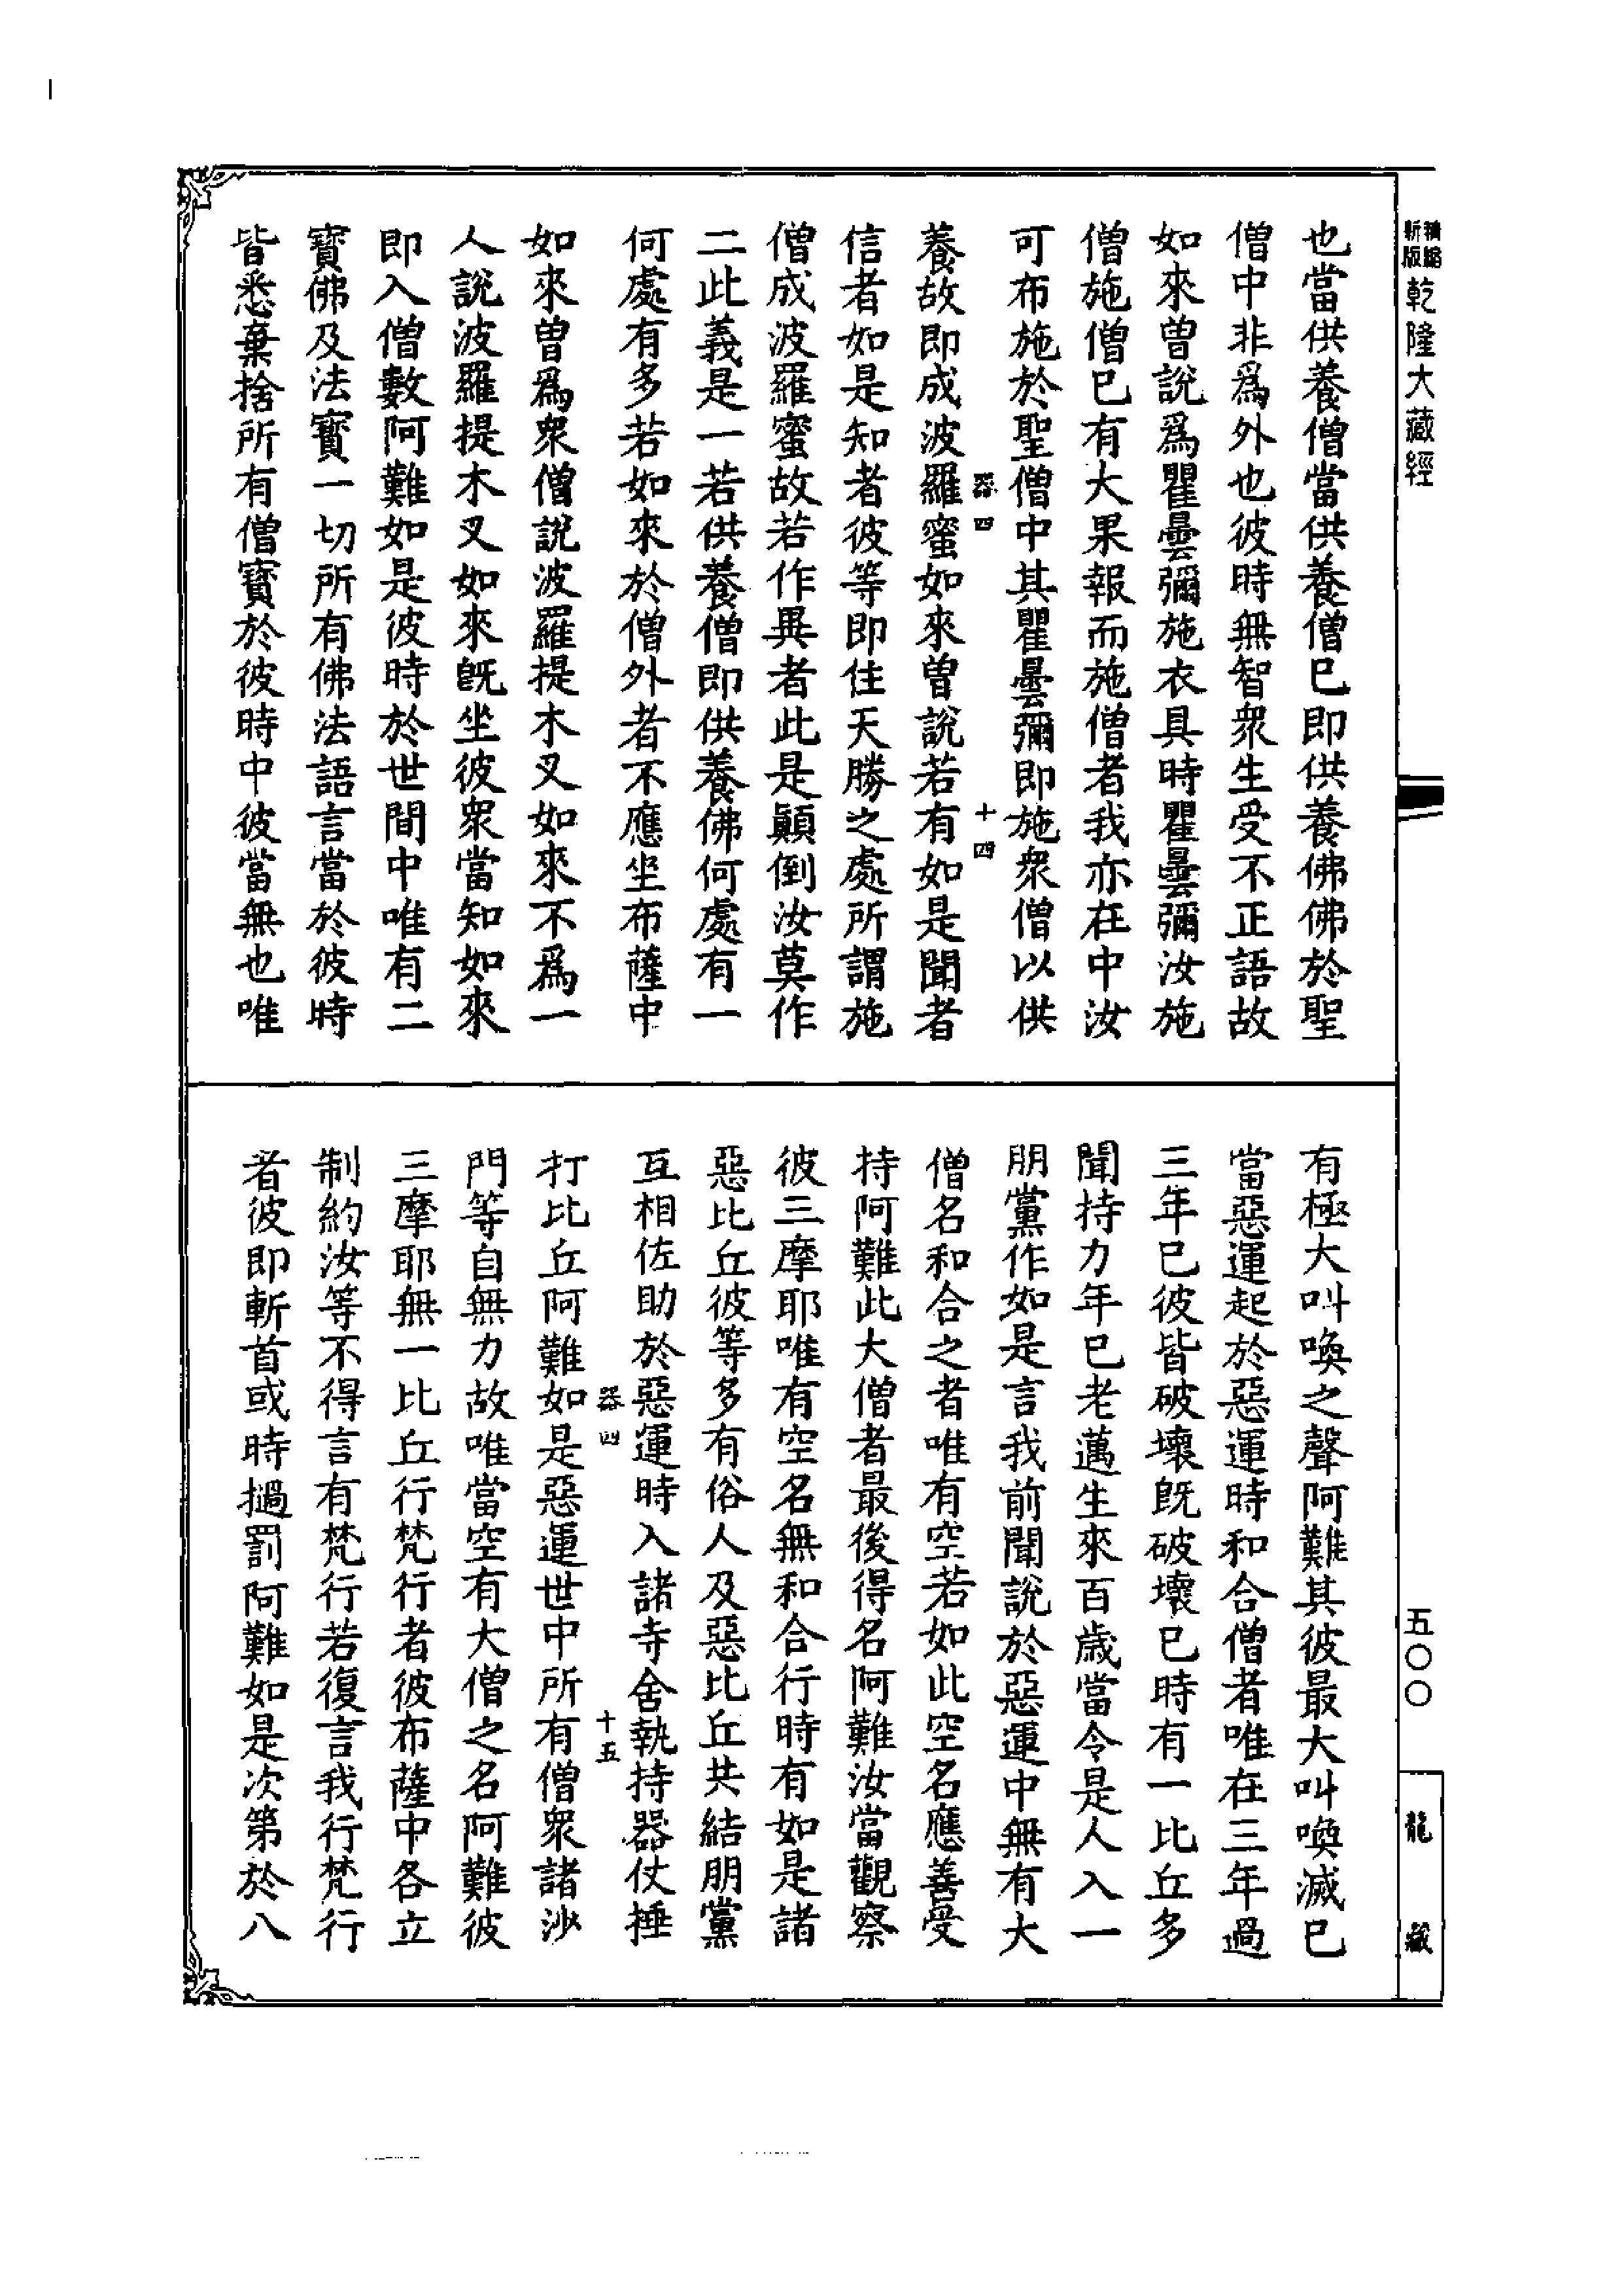 精縮
新版
乾隆大藏經
也當供養僧當供養僧已即供養佛佛於聖
僧中非爲外也彼時無智衆生受不正語故
如來曾說爲瞿曇彌施衣具時瞿曇彌汝施
僧施僧已有大果報而施僧者我亦在中汝
可布施於聖僧中其瞿曇彌即施衆僧以供
器四 十四
養故即成波羅蜜如來曾說若有如是聞者
信者如是知者彼等即住天勝之處所謂施
僧成波羅蜜故若作異者此是顚倒汝莫作
二此義是一若供養僧即供養佛何處有一
何處有多若如來於僧外者不應坐布薩中
如來曾爲衆僧說波羅提木叉如來不爲一
人說波羅提木叉如來旣坐彼衆當知如來
即入僧數阿難如是彼時於世間中唯有二
寶佛及法寶一切所有佛法語言當於彼時
皆悉棄捨所有僧寶於彼時中彼當無也唯
有極大叫喚之聲阿難其彼最大叫喚滅已
當惡運起於惡運時和合僧者唯在三年過
三年已彼皆破壞旣破壞已時有一比丘多
聞持力年已老邁生來百歲當令是人入一
朋黨作如是言我前聞說於惡運中無有大
僧名和合之者唯有空若如此空名應善受
持阿難此大僧者最後得名阿難汝當觀察
彼三摩耶唯有空名無和合行時有如是諸
惡比丘彼等多有俗人及惡比丘共結朋黨
互相佐助於惡運時入諸寺舍執持器仗捶
器四 十五
打比丘阿難如是惡運世中所有僧衆諸沙
門等自無力故唯當空有大僧之名阿難彼
三摩耶無一比丘行梵行者彼布薩中各立
制約汝等不得言有梵行若復言我行梵行
者彼即斬首或時撾罰阿難如是次第於八
五〇〇
龍藏